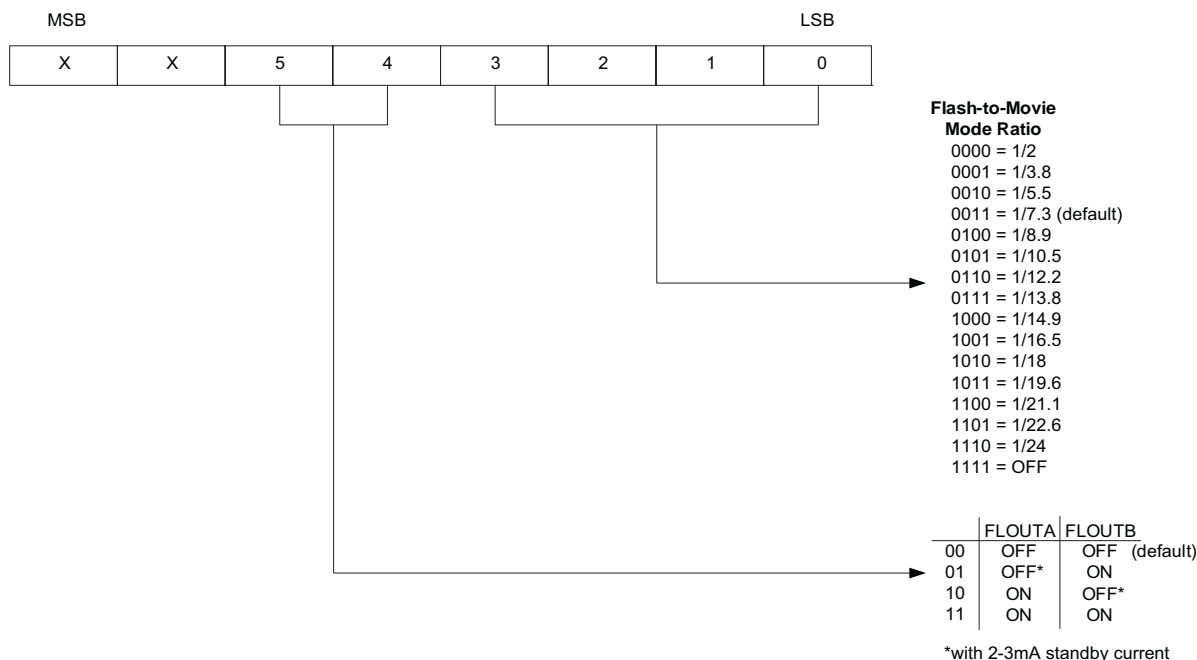 MSB LSB
X X 5 4 3 2 1 0
Flash-to-Movie
Mode Ratio
0000 = 1/2
0001 = 1/3.8
0010 = 1/5.5
0011 = 1/7.3 (default)
0100 = 1/8.9
0101 = 1/10.5
0110 = 1/12.2
0111 = 1/13.8
1000 = 1/14.9
1001 = 1/16.5
1010 = 1/18
1011 = 1/19.6
1100 = 1/21.1
1101 = 1/22.6
1110 = 1/24
1111 = OFF
FLOUTA FLOUTB
00 OFF OFF (default)
01 OFF* ON
10 ON OFF*
11 ON ON
*with 2-3mA standby current